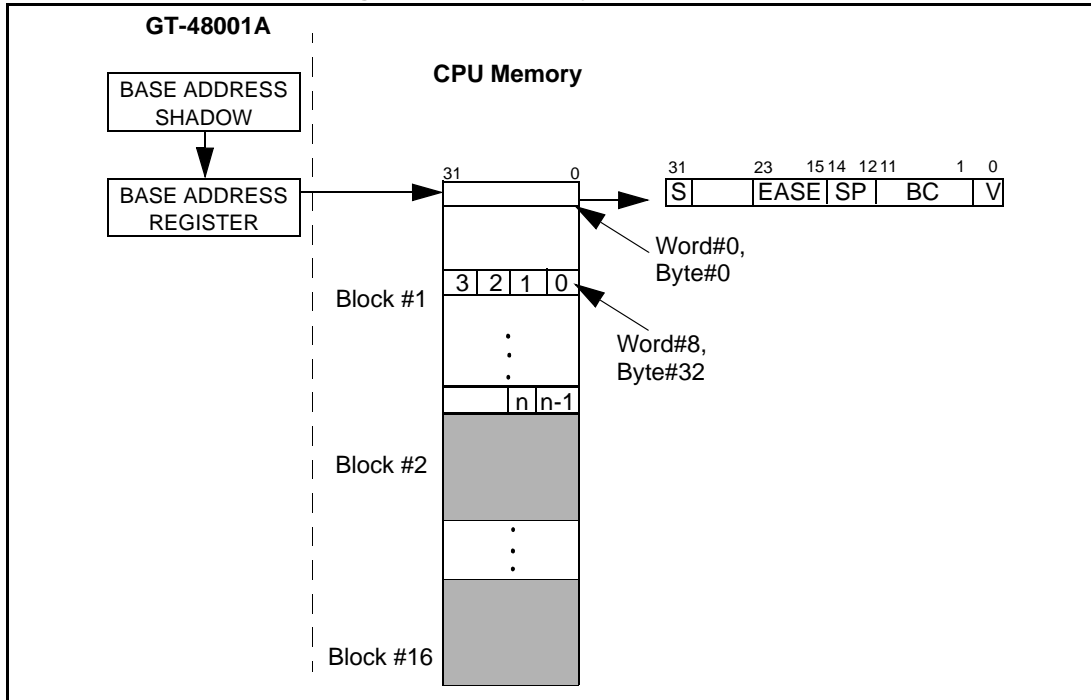 GT-48001A
BASE ADDRESS
SHADOW
BASE ADDRESS
REGISTER
CPU Memory
31 0
31 23 15 14 12 11 1 0
S EASE SP BC V
Word#0,
Byte#0
3 2 1 0
Block #1
Word#8,
Byte#32
n n-1
Block #2
Block #16